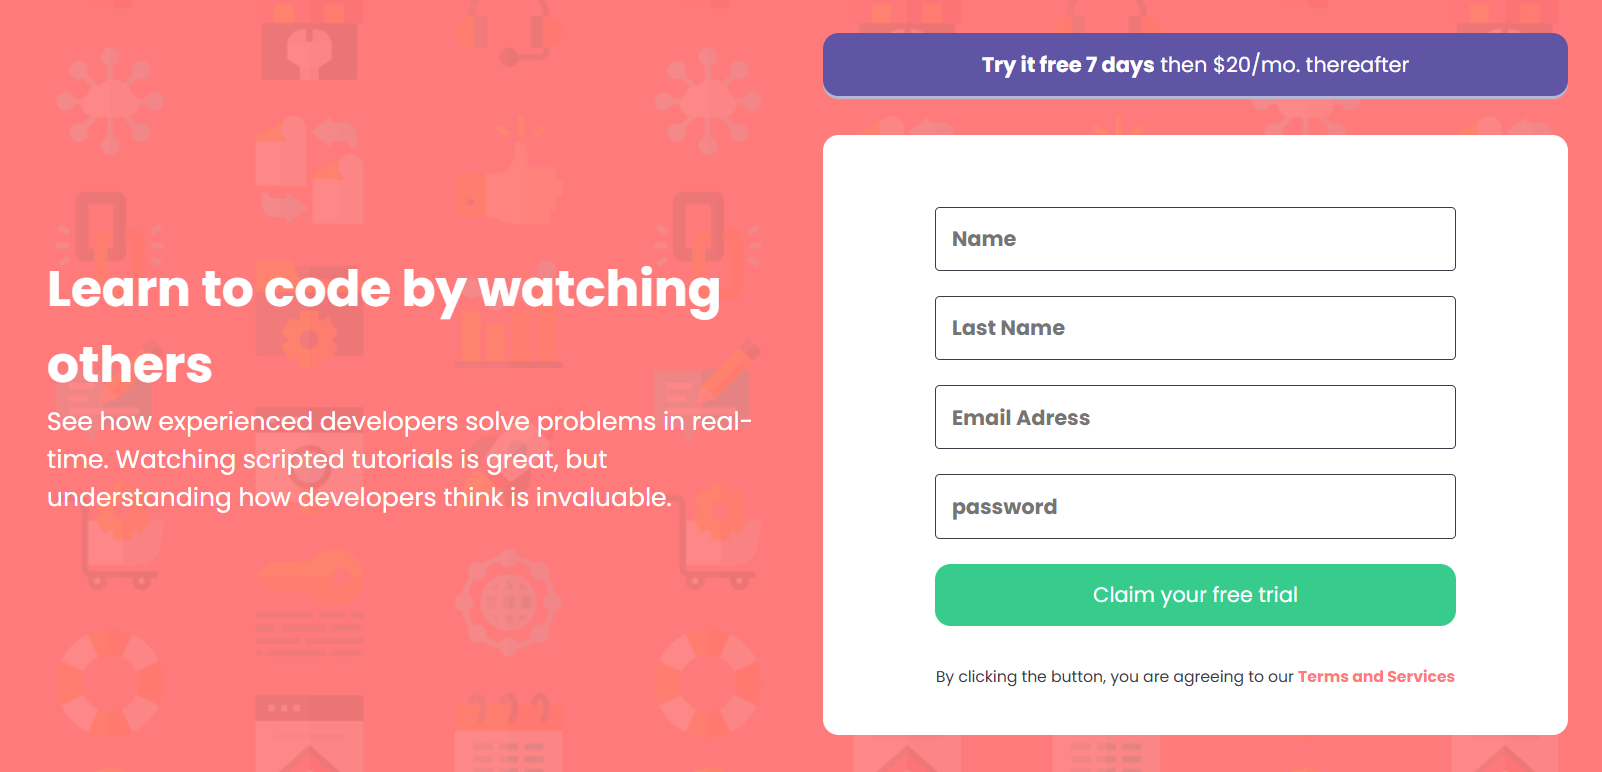 Learn to code by watching
others
See how experienced developers solve problems in real-
time. Watching scripted tutorials is great, but
understanding how developers think is invaluable.
Try it free 7 days then $20/mo. thereafter
Name
Last Name
Email Adress
password
Claim your free trial
By clicking the button, you are agreeing to our Terms and Services